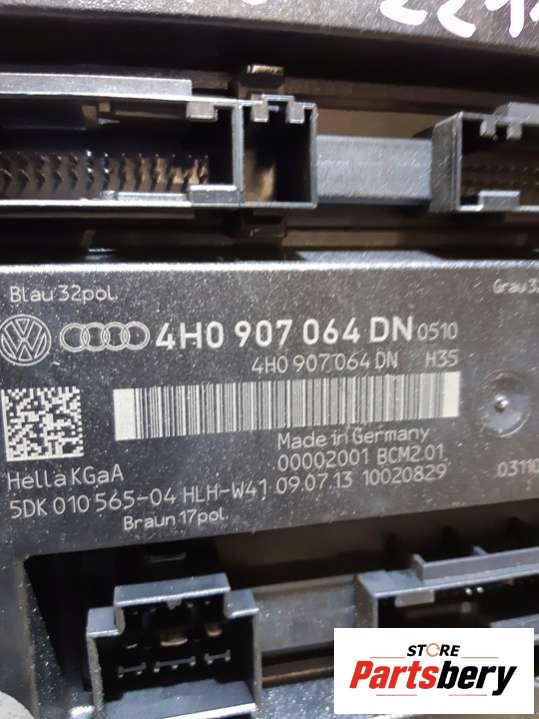 Blau 32pol.
Grau 32
4H0 907 064 DN 0510
4H0 907 064 DN H35
Made in Germany
00002001 BCM2.01
Hella KGaA
5DK 010 565-04 HLH-W41 09.07.13 10020829
03110
Braun 17pol.
STORE
Partsbery